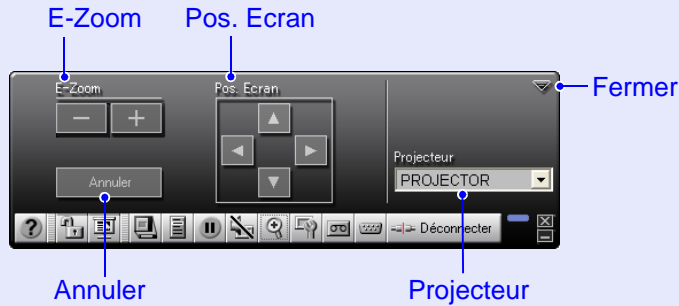 E-Zoom Pos. Ecran
Fermer
E-Zoom Pos. Ecran
Projecteur
PROJECTOR
Annuler
? Déconnecter
Annuler Projecteur